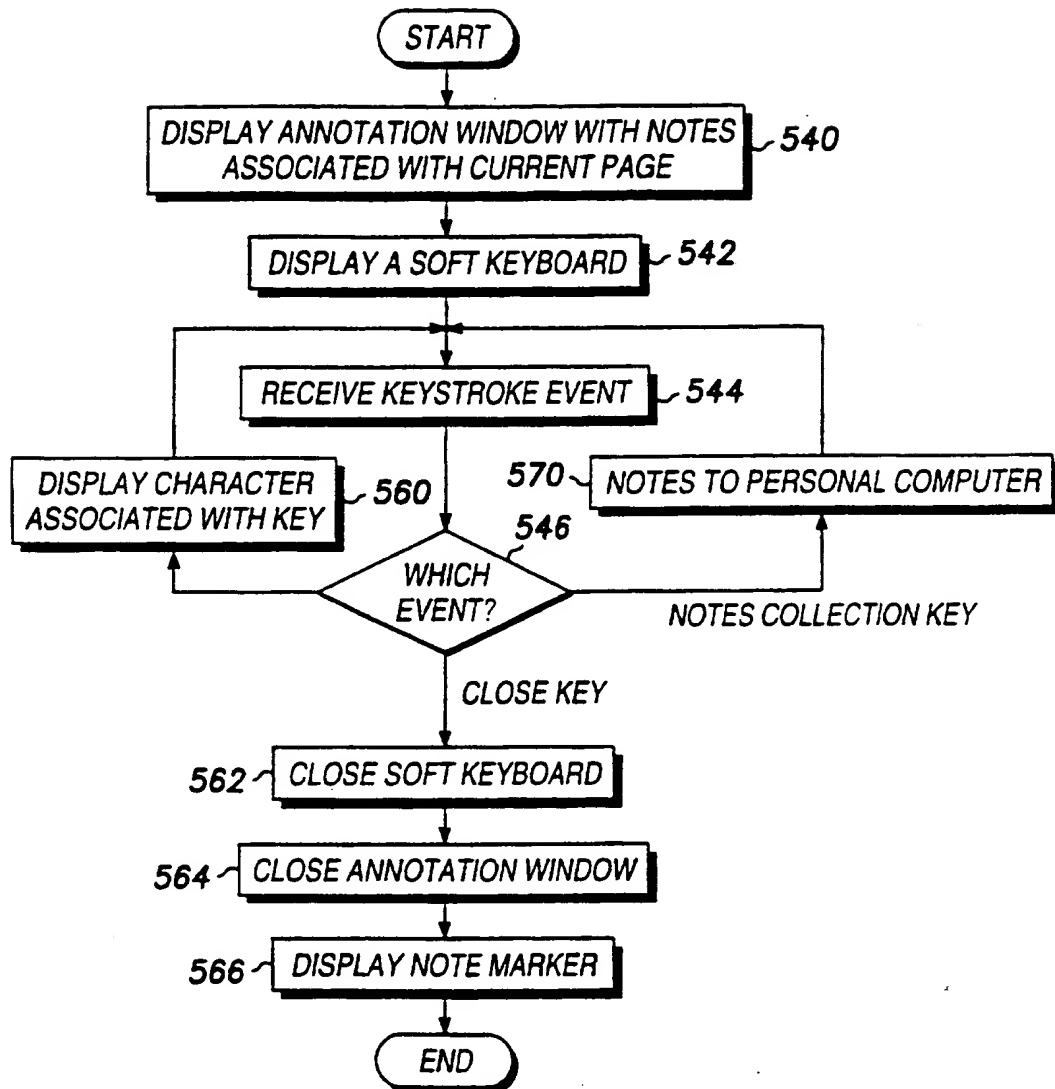 START
DISPLAY ANNOTATION WINDOW WITH NOTES
ASSOCIATED WITH CURRENT PAGE
540
DISPLAY A SOFT KEYBOARD
542
RECEIVE KEYSTROKE EVENT
544
DISPLAY CHARACTER
ASSOCIATED WITH KEY
560
570
NOTES TO PERSONAL COMPUTER
546
WHICH
EVENT?
NOTES COLLECTION KEY
CLOSE KEY
562
CLOSE SOFT KEYBOARD
564
CLOSE ANNOTATION WINDOW
566
DISPLAY NOTE MARKER
END